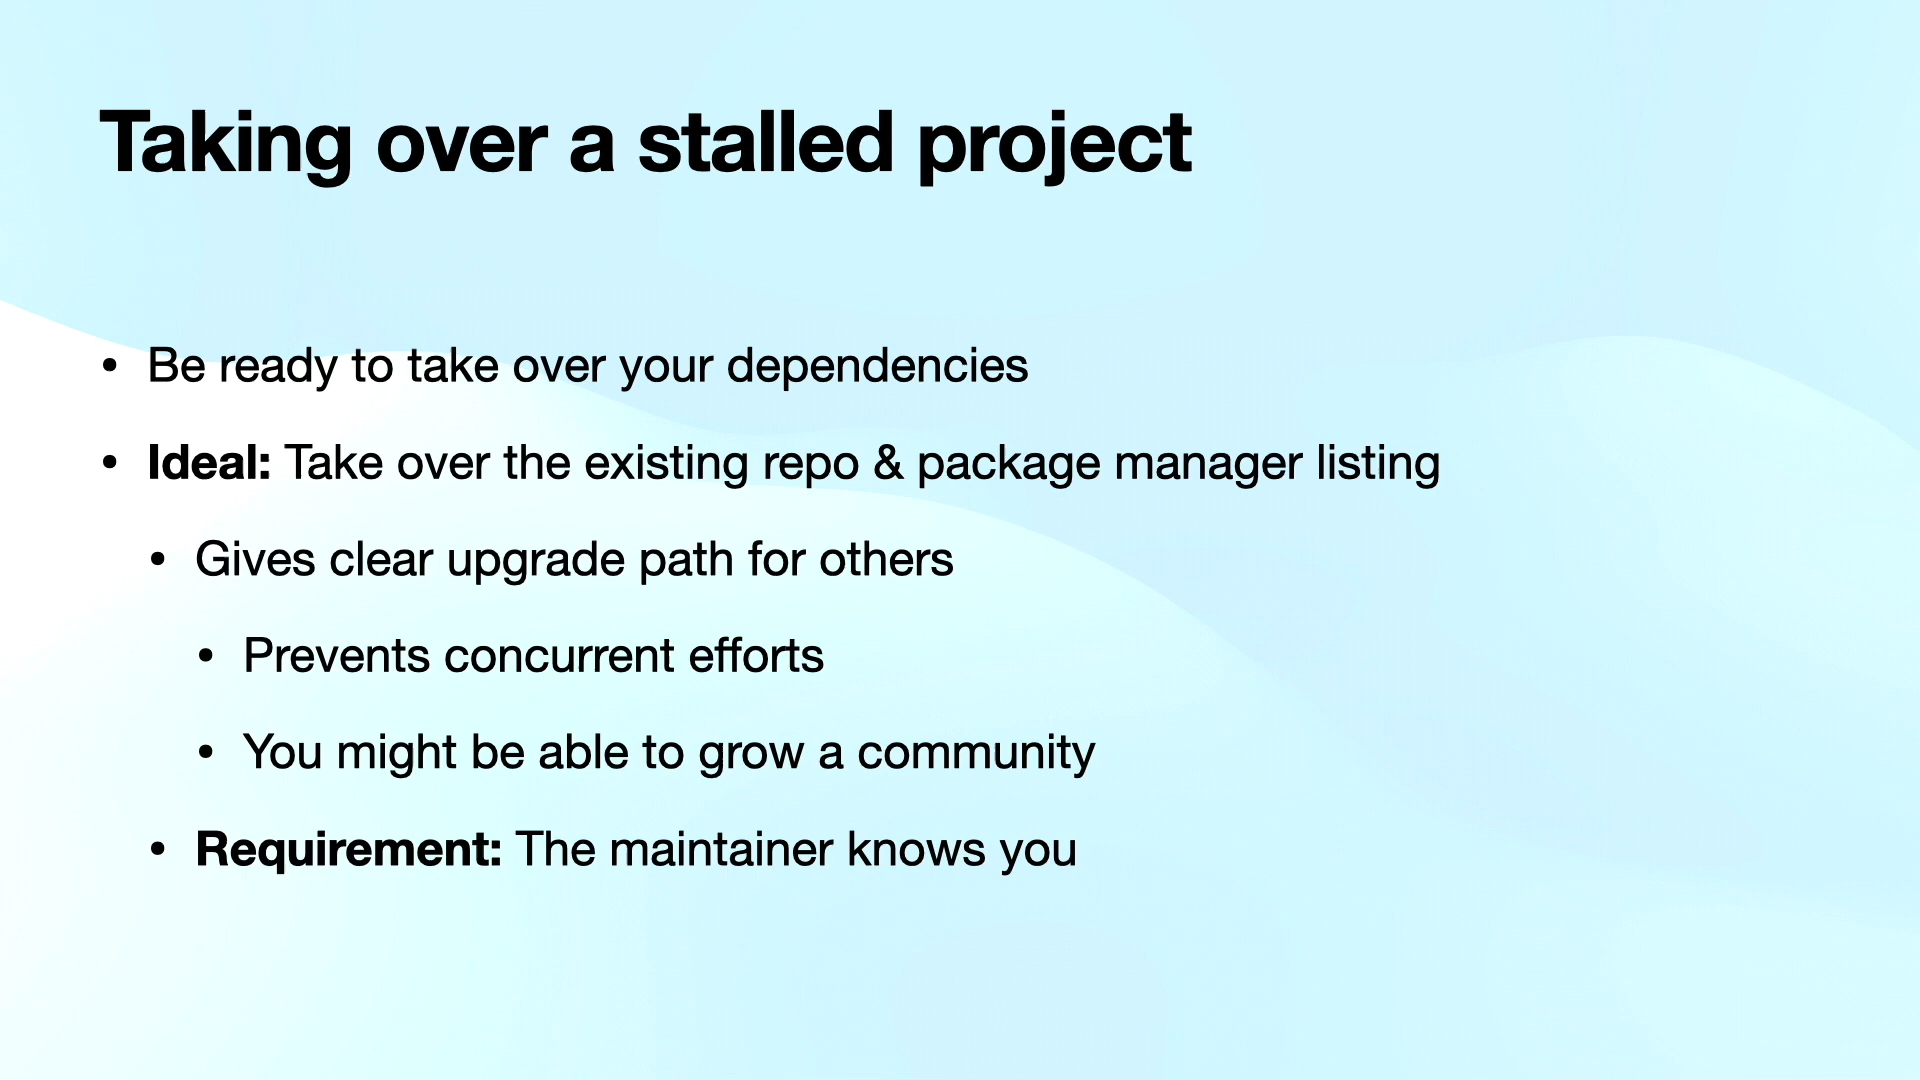 Taking over a stalled project
• Be ready to take over your dependencies
• Ideal: Take over the existing repo & package manager listing
• Gives clear upgrade path for others
• Prevents concurrent efforts
• You might be able to grow a community
• Requirement: The maintainer knows you